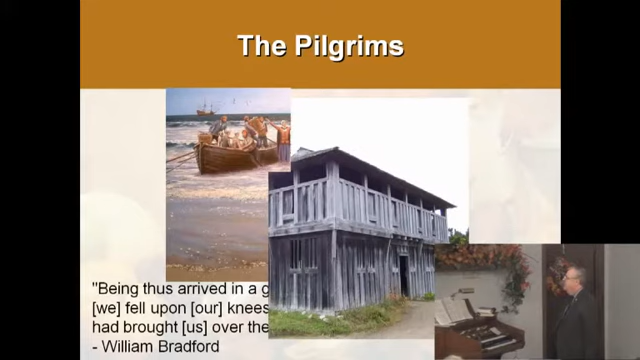 The Pilgrims
"Being thus arrived in a g
[we] fell upon [our] knees
had brought [us] over the
- William Bradford